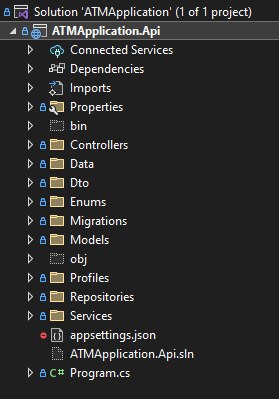 Solution 'ATMApplication' (1 of 1 project)
ATMApplication.Api
Connected Services
Dependencies
Imports
Properties
bin
Controllers
Data
Dto
Enums
Migrations
Models
obj
Profiles
Repositories
Services
appsettings.json
ATMApplication.Api.sln
C# Program.cs